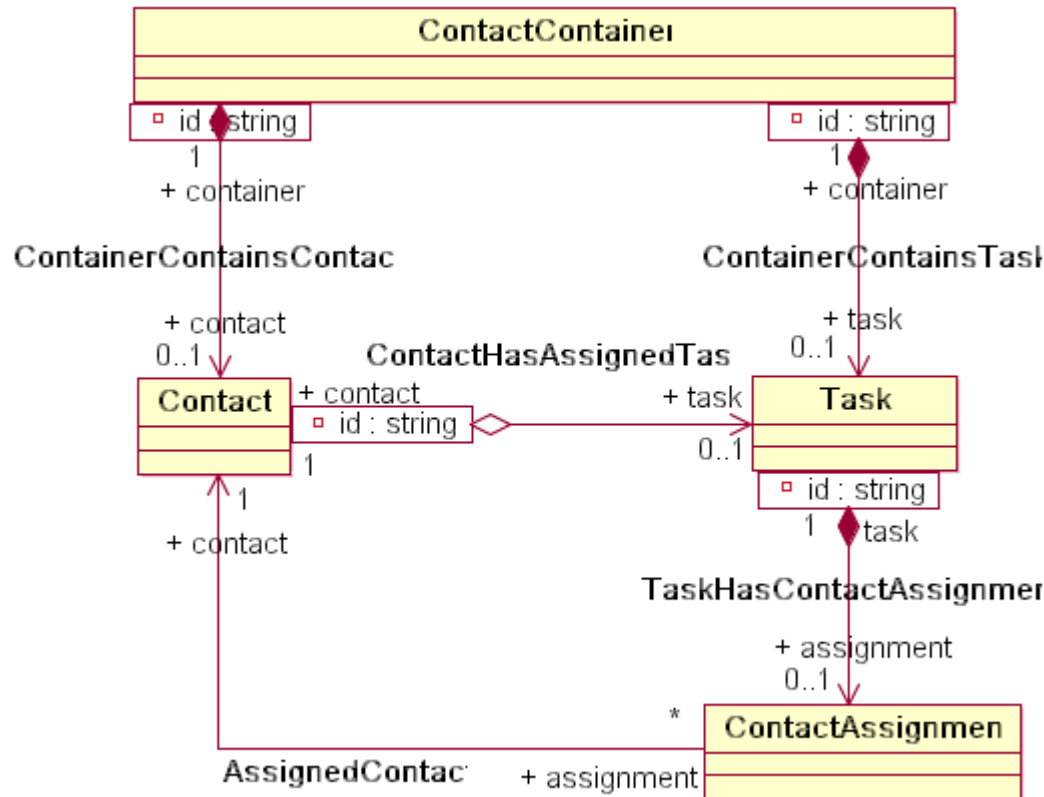 ContactContainer
id : string
id : string
1
1
+ container
+ container
ContainerContainsContac
ContainerContainsTask
+ contact
+ task
0..1
0..1
ContactHasAssignedTas
Contact
+ contact
+ task
Task
id : string
0..1
1
id : string
1
+ contact
1
task
TaskHasContactAssignmen
+ assignment
0..1
*
ContactAssignmen
AssignedContac
+ assignment